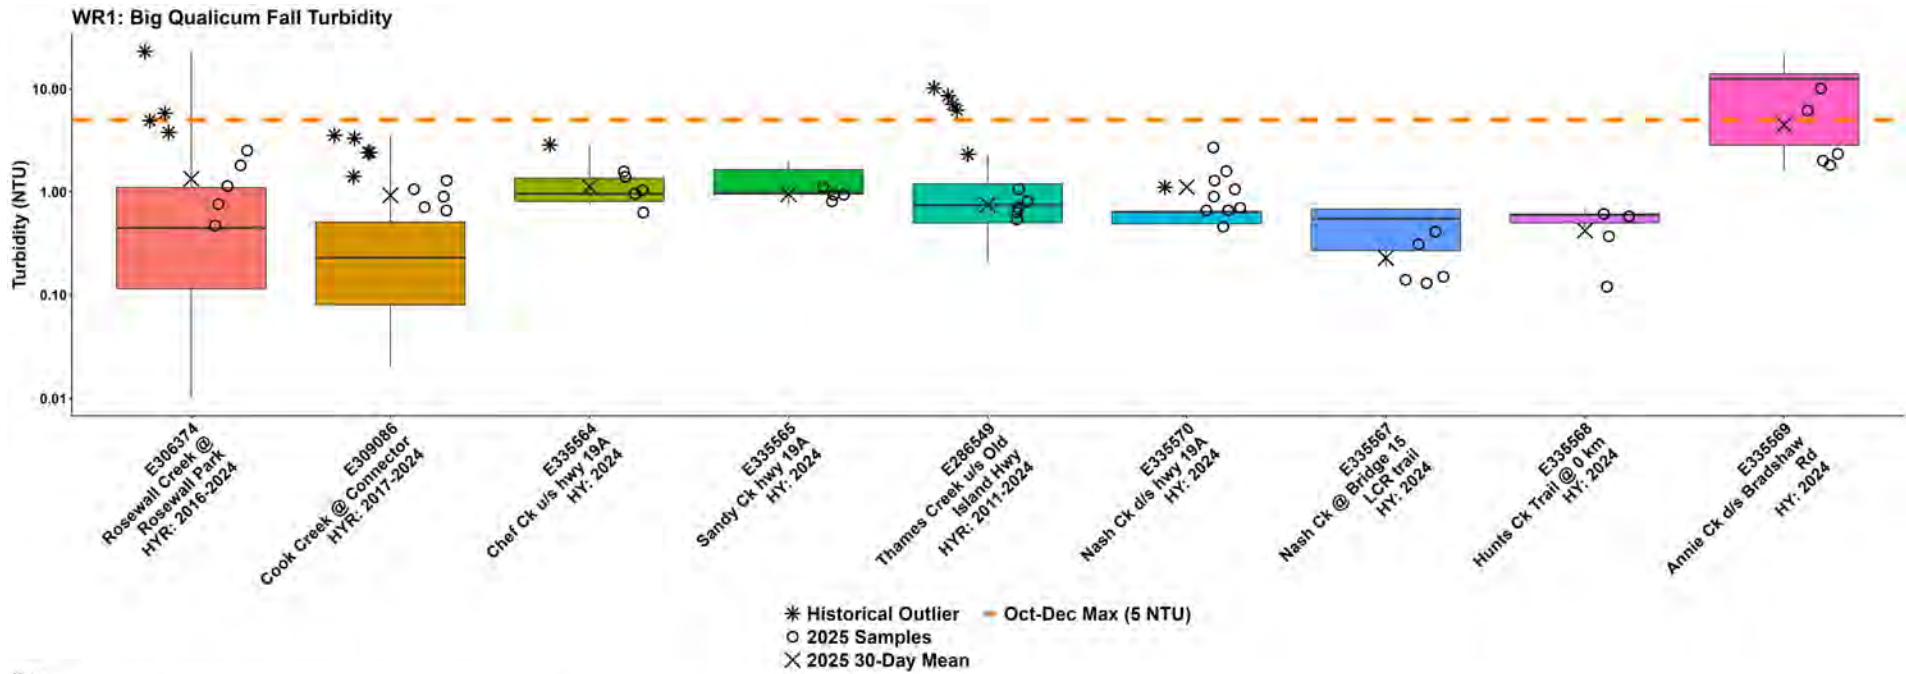 WR1: Big Qualicum Fall Turbidity
Turbidity (NTU)
10.00
1.00
0.10
0.01
E306374
Rosewall Creek @
Rosewall Park
HYR: 2016-2024
E309086
Cook Creek @ Connector
HYR: 2017-2024
E335564
Chef Ck u/s hwy 19A
HY: 2024
E335565
Sandy Ck hwy 19A
HY: 2024
E286549
Thames Creek u/s Old
Island Hwy
HYR: 2011-2024
E335570
Nash Ck d/s hwy 19A
HY: 2024
E335567
Nash Ck @ Bridge 15
LCR trail
HY: 2024
E335568
Hunts Ck Trail @ 0 km
HY: 2024
E335569
Annie Ck d/s Bradshaw
Rd
HY: 2024
Historical Outlier
Oct-Dec Max (5 NTU)
2025 Samples
2025 30-Day Mean